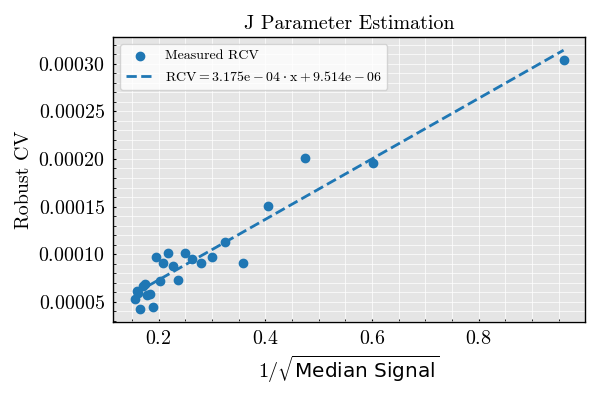 J Parameter Estimation
Measured RCV
RCV = 3.175e − 04 · x + 9.514e − 06
Robust CV
0.00030
0.00025
0.00020
0.00015
0.00010
0.00005
0.2 0.4 0.6 0.8
1/√Median Signal